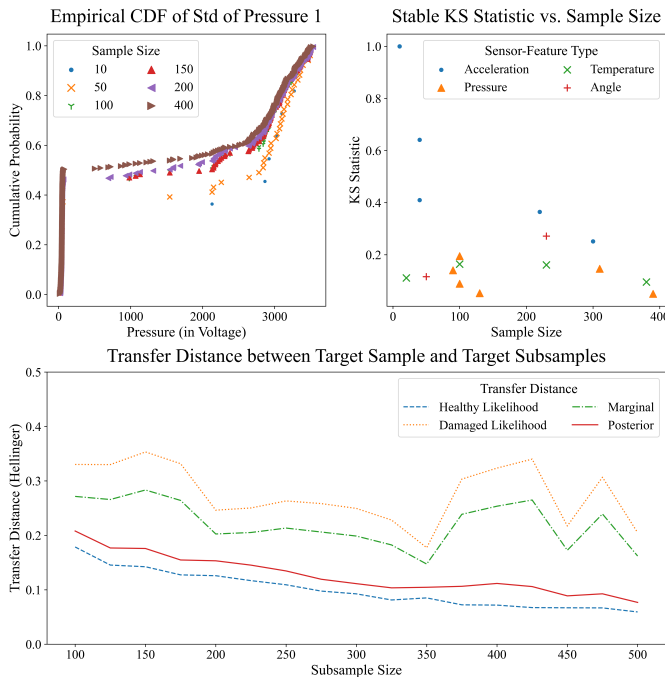 Empirical CDF of Std of Pressure 1
Cumulative Probability
1.0
0.8
0.6
0.4
0.2
0.0
Sample Size
10 150
50 200
100 400
0 1000 2000 3000
Pressure (in Voltage)
Stable KS Statistic vs. Sample Size
KS Statistic
1.0
0.8
0.6
0.4
0.2
Sensor-Feature Type
Acceleration Temperature
Pressure Angle
0 100 200 300 400
Sample Size
Transfer Distance between Target Sample and Target Subsamples
Transfer Distance (Hellinger)
0.5
0.4
0.3
0.2
0.1
0.0
Transfer Distance
Healthy Likelihood Marginal
Damaged Likelihood Posterior
100 150 200 250 300 350 400 450 500
Subsample Size